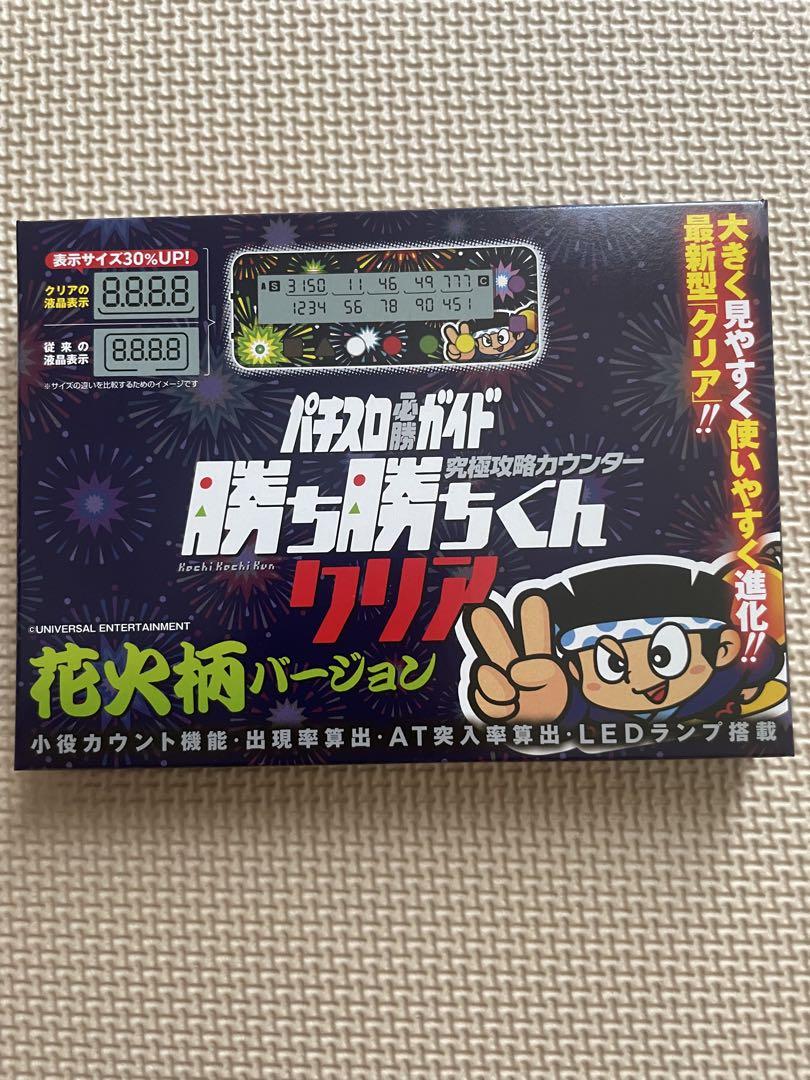 表示サイズ30%UP!
クリアの
液晶表示
8.8.8.8
従来の
液晶表示
8.8.8.8
※サイズの違いを比較するためのイメージです
A S 3150 11 46 49 777 C
1234 56 78 90 451
大きく見やすく使いやすく進化!!
最新型「クリア」!!
パチスロ必勝ガイド
究極攻略カウンター
勝ち勝ちくん
Kachi Kachi Kun
クリア
©UNIVERSAL ENTERTAINMENT
花火柄バージョン
小役カウント機能・出現率算出・AT突入率算出・LEDランプ搭載